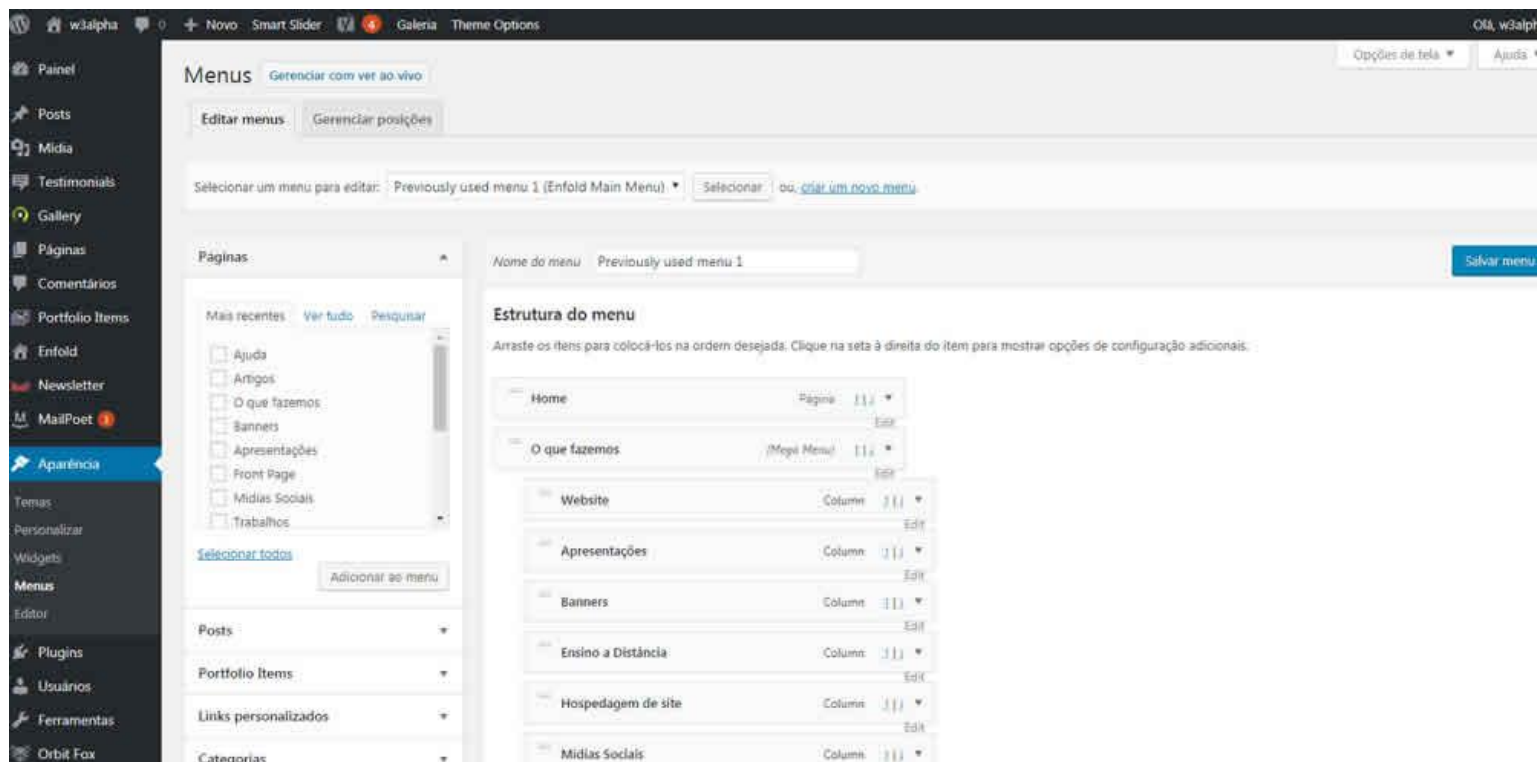 w3alpha 0 + Novo Smart Slider 4 Galeria Theme Options Olá, w3alph
Painel
Posts
Mídia
Testimonials
Gallery
Páginas
Comentários
Portfolio Items
Enfold
Newsletter
MailPoet
Aparência
Temas
Personalizar
Widgets
Menus
Editor
Plugins
Usuários
Ferramentas
Orbit Fox
Opções de tela Ajuda
Menus Gerenciar com ver ao vivo
Editar menus Gerenciar posições
Selecionar um menu para editar: Previously used menu 1 (Enfold Main Menu) Selecionar ou, criar um novo menu.
Páginas
Mais recentes Ver tudo Pesquisar
Ajuda
Artigos
O que fazemos
Banners
Apresentações
Front Page
Mídias Sociais
Trabalhos
Selecionar todos
Adicionar ao menu
Posts
Portfolio Items
Links personalizados
Categorias
Nome do menu Previously used menu 1 Salvar menu
Estrutura do menu
Arraste os itens para colocá-los na ordem desejada. Clique na seta à direita do item para mostrar opções de configuração adicionais.
Home Página
Edit
O que fazemos (Mega Menu)
Edit
Website Column
Edit
Apresentações Column
Edit
Banners Column
Edit
Ensino a Distância Column
Edit
Hospedagem de site Column
Edit
Mídias Sociais Column